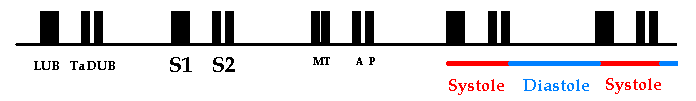 LUB TaDUB S1 S2 MT A P
Systole Diastole Systole